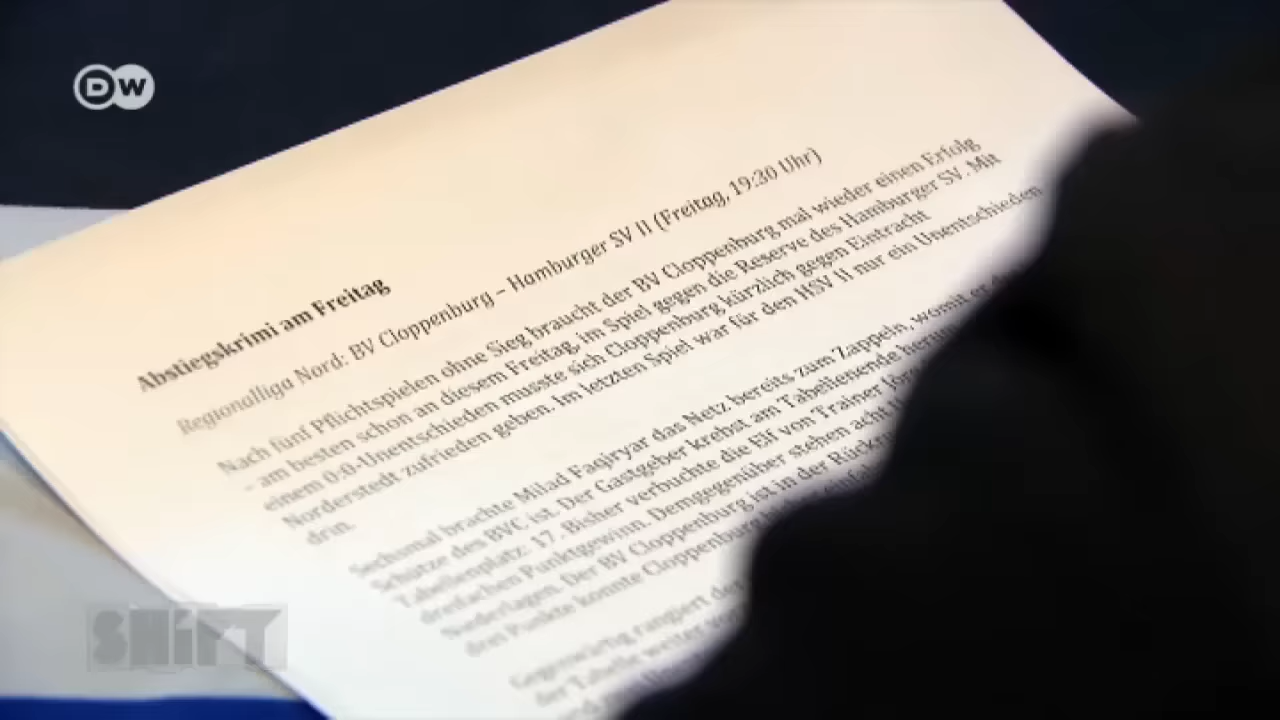 DW
Abstiegskrimi am Freitag
Regionalliga Nord: BV Cloppenburg – Hamburger SV II (Freitag, 19:30 Uhr)
Nach fünf Pflichtspielen ohne Sieg braucht der BV Cloppenburg mal wieder einen Erfolg
- am besten schon an diesem Freitag, im Spiel gegen die Reserve des Hamburger SV. Mit
einem 0:0-Unentschieden musste sich Cloppenburg kürzlich gegen Eintracht
Norderstedt zufrieden geben. Im letzten Spiel war für den HSV II nur ein Unentschieden
drin.
Sechsmal brachte Milad Faqiryar das Netz bereits zum Zappeln, womit er
Schütze des BVC ist. Der Gastgeber krebst am Tabellenende
Tabellenplatz: 17. Bisher verbuchte die Elf von Trainer
dreifachen Punktgewinn. Demgegenüber stehen acht
Niederlagen. Der BV Cloppenburg ist in der
drei Punkte konnte Cloppenburg
Gegenwärtig rangiert
der Tabelle weiter
SHIFT